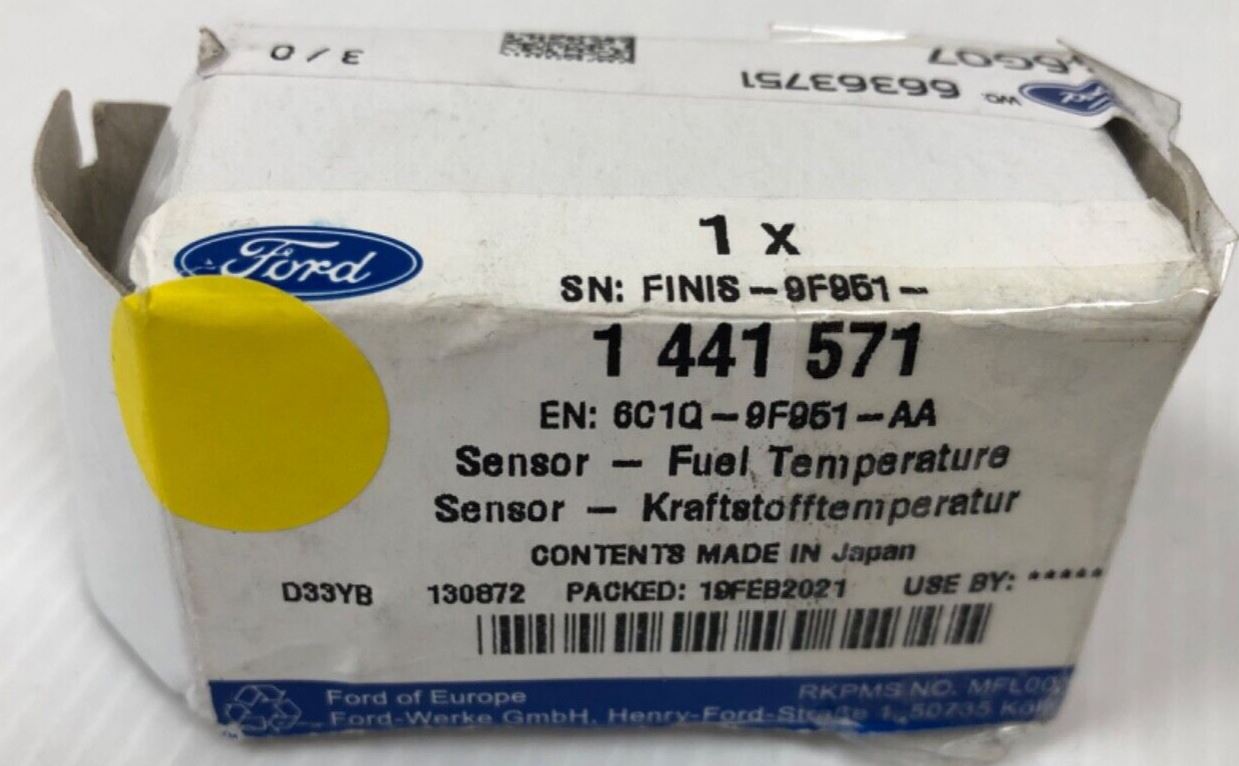 3 / 0
WG. 66363751
Ford
1 x
SN: FINIS – 9F951 –
1 441 571
EN: 6C1Q – 9F951 – AA
Sensor – Fuel Temperature
Sensor – Kraftstofftemperatur
CONTENTS MADE IN Japan
D33YB 130872 PACKED: 19FEB2021 USE BY: *****
Ford of Europe RKPMS NO. MFL00
Ford-Werke GmbH, Henry-Ford-Straße 1, 50735 Köln